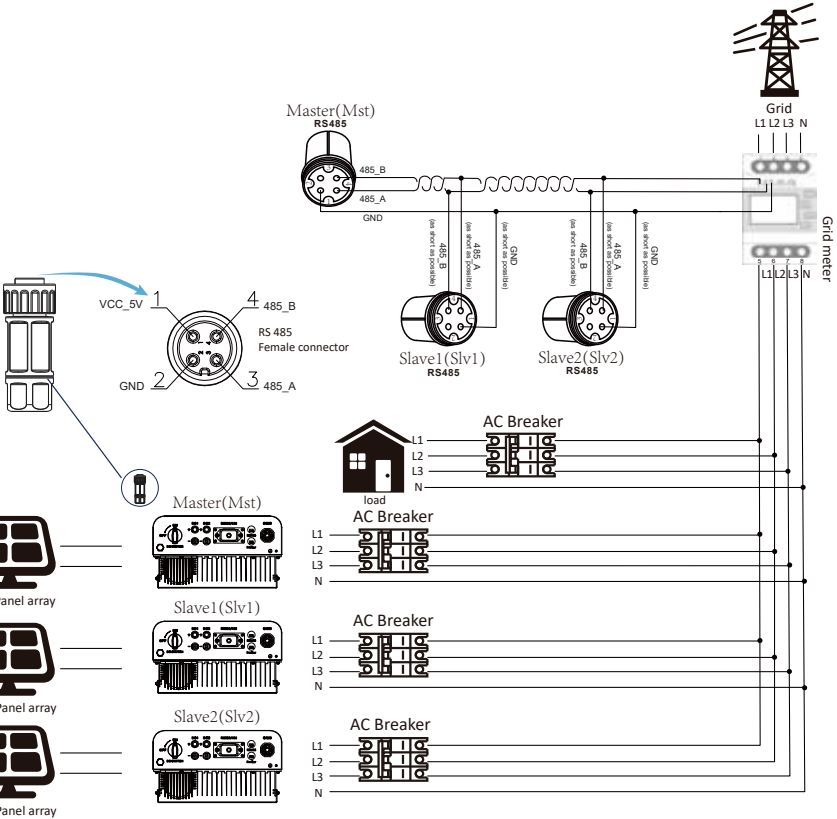 Grid
L1 L2 L3 N
Master(Mst)
RS485
485_B
485_A
GND
Grid meter
5 6 7 8
L1 L2 L3 N
485_B
(as short as possible)
485_A
(as short as possible)
GND
(as short as possible)
485_B
(as short as possible)
485_A
(as short as possible)
GND
(as short as possible)
Slave1(Slv1)
RS485
Slave2(Slv2)
RS485
VCC_5V 1
4 485_B
RS 485
Female connector
GND 2
3 485_A
AC Breaker
L1
L2
L3
N
load
Master(Mst)
AC Breaker
L1
L2
L3
N
Panel array
Slave1(Slv1)
AC Breaker
L1
L2
L3
N
Panel array
Slave2(Slv2)
AC Breaker
L1
L2
L3
N
Panel array